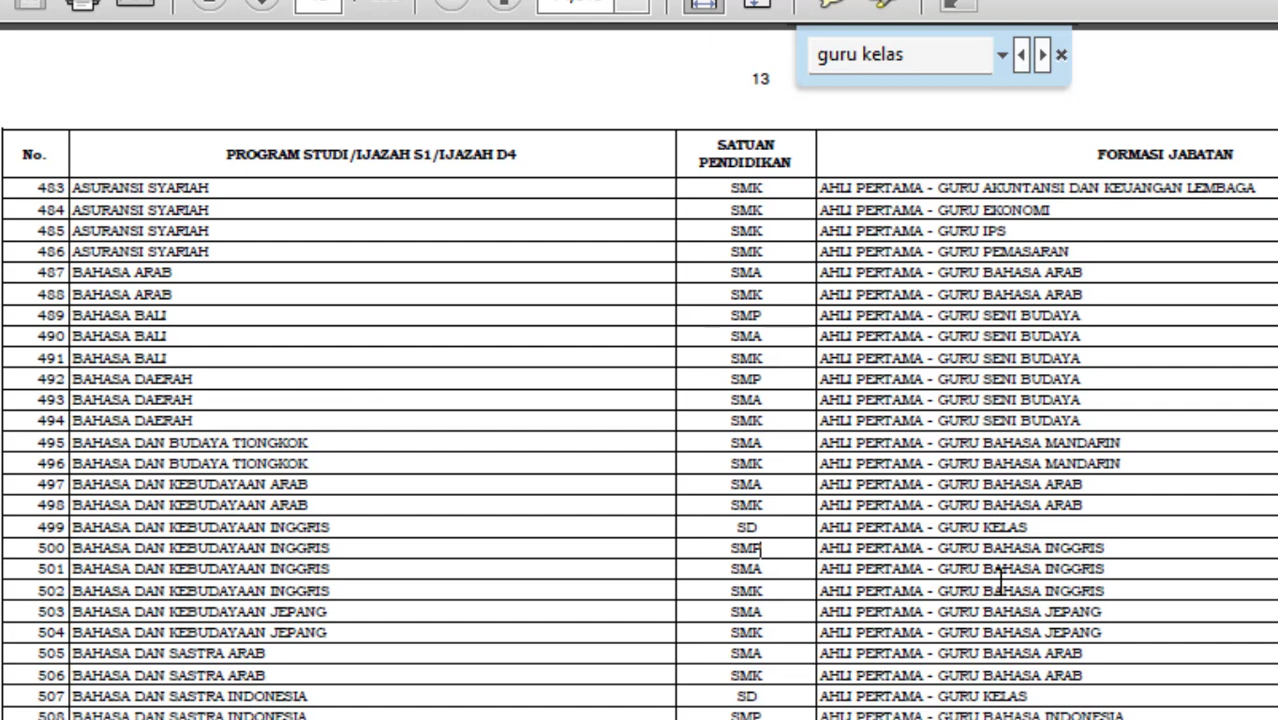 guru kelas
13
No. PROGRAM STUDI/IJAZAH S1/IJAZAH D4 SATUAN PENDIDIKAN FORMASI JABATAN
483 ASURANSI SYARIAH SMK AHLI PERTAMA - GURU AKUNTANSI DAN KEUANGAN LEMBAGA
484 ASURANSI SYARIAH SMK AHLI PERTAMA - GURU EKONOMI
485 ASURANSI SYARIAH SMK AHLI PERTAMA - GURU IPS
486 ASURANSI SYARIAH SMK AHLI PERTAMA - GURU PEMASARAN
487 BAHASA ARAB SMA AHLI PERTAMA - GURU BAHASA ARAB
488 BAHASA ARAB SMK AHLI PERTAMA - GURU BAHASA ARAB
489 BAHASA BALI SMP AHLI PERTAMA - GURU SENI BUDAYA
490 BAHASA BALI SMA AHLI PERTAMA - GURU SENI BUDAYA
491 BAHASA BALI SMK AHLI PERTAMA - GURU SENI BUDAYA
492 BAHASA DAERAH SMP AHLI PERTAMA - GURU SENI BUDAYA
493 BAHASA DAERAH SMA AHLI PERTAMA - GURU SENI BUDAYA
494 BAHASA DAERAH SMK AHLI PERTAMA - GURU SENI BUDAYA
495 BAHASA DAN BUDAYA TIONGKOK SMA AHLI PERTAMA - GURU BAHASA MANDARIN
496 BAHASA DAN BUDAYA TIONGKOK SMK AHLI PERTAMA - GURU BAHASA MANDARIN
497 BAHASA DAN KEBUDAYAAN ARAB SMA AHLI PERTAMA - GURU BAHASA ARAB
498 BAHASA DAN KEBUDAYAAN ARAB SMK AHLI PERTAMA - GURU BAHASA ARAB
499 BAHASA DAN KEBUDAYAAN INGGRIS SD AHLI PERTAMA - GURU KELAS
500 BAHASA DAN KEBUDAYAAN INGGRIS SMP AHLI PERTAMA - GURU BAHASA INGGRIS
501 BAHASA DAN KEBUDAYAAN INGGRIS SMA AHLI PERTAMA - GURU BAHASA INGGRIS
502 BAHASA DAN KEBUDAYAAN INGGRIS SMK AHLI PERTAMA - GURU BAHASA INGGRIS
503 BAHASA DAN KEBUDAYAAN JEPANG SMA AHLI PERTAMA - GURU BAHASA JEPANG
504 BAHASA DAN KEBUDAYAAN JEPANG SMK AHLI PERTAMA - GURU BAHASA JEPANG
505 BAHASA DAN SASTRA ARAB SMA AHLI PERTAMA - GURU BAHASA ARAB
506 BAHASA DAN SASTRA ARAB SMK AHLI PERTAMA - GURU BAHASA ARAB
507 BAHASA DAN SASTRA INDONESIA SD AHLI PERTAMA - GURU KELAS
508 BAHASA DAN SASTRA INDONESIA SMP AHLI PERTAMA - GURU BAHASA INDONESIA